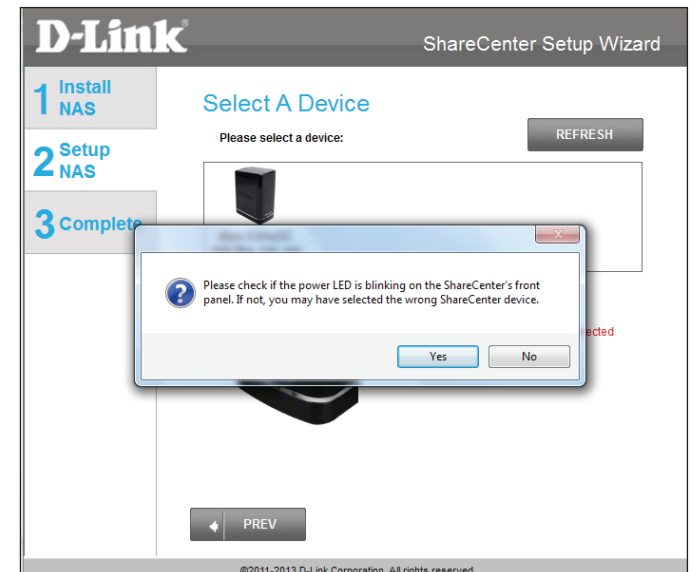 D-Link
ShareCenter Setup Wizard
1 Install
NAS
Select A Device
Please select a device:
REFRESH
2 Setup
NAS
3 Complete
Please check if the power LED is blinking on the ShareCenter's front
panel. If not, you may have selected the wrong ShareCenter device.
ected
Yes
No
PREV
©2011-2013 D-Link Corporation. All rights reserved.